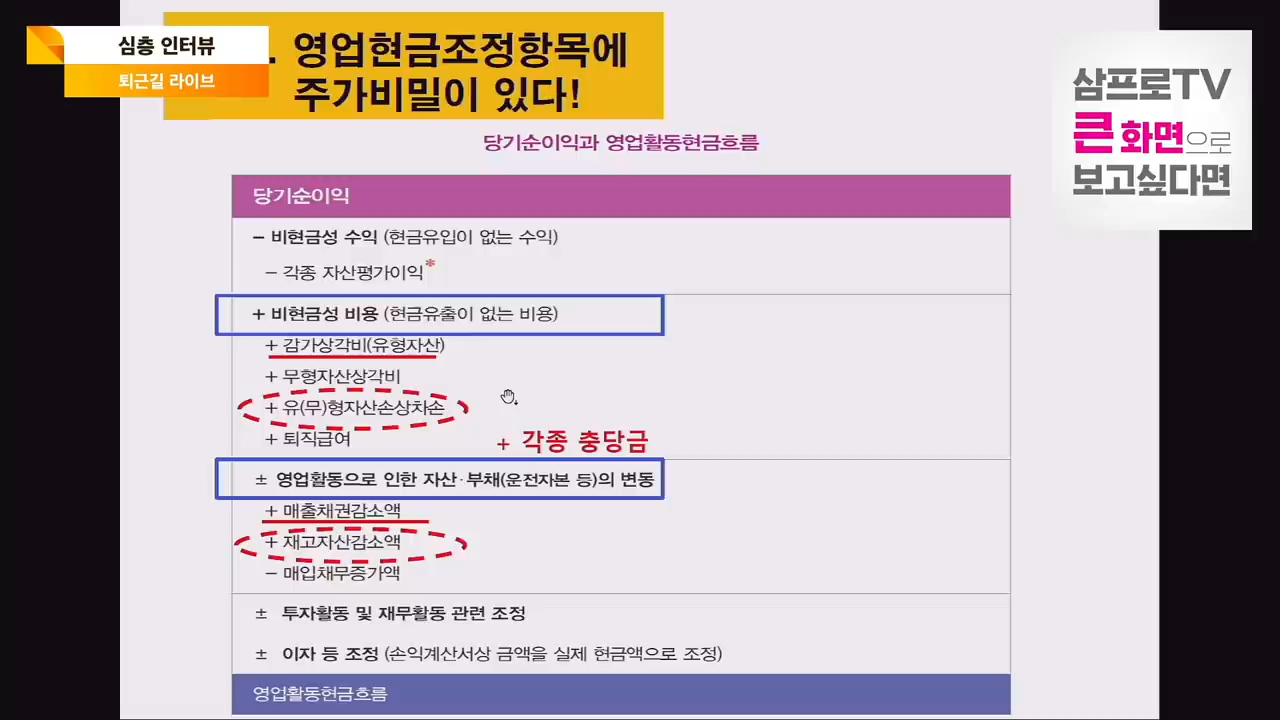 심층 인터뷰
퇴근길 라이브
. 영업현금조정항목에
주가비밀이 있다!
삼프로TV
큰 화면으로
보고싶다면
당기순이익과 영업활동현금흐름
당기순이익
– 비현금성 수익 (현금유입이 없는 수익)
– 각종 자산평가이익*
+ 비현금성 비용 (현금유출이 없는 비용)
+ 감가상각비(유형자산)
+ 무형자산상각비
+ 유(무)형자산손상차손
+ 퇴직급여
+ 각종 충당금
± 영업활동으로 인한 자산·부채(운전자본 등)의 변동
+ 매출채권감소액
+ 재고자산감소액
– 매입채무증가액
± 투자활동 및 재무활동 관련 조정
± 이자 등 조정 (손익계산서상 금액을 실제 현금액으로 조정)
영업활동현금흐름